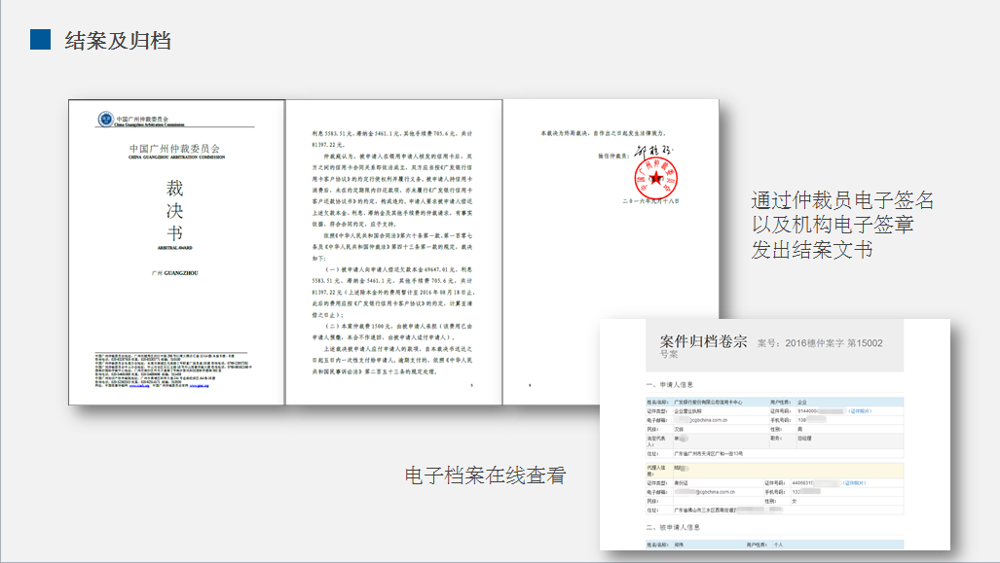 结案及归档
中国广州仲裁委员会
China Guangzhou Arbitration Commission
中国广州仲裁委员会
CHINA GUANGZHOU ARBITRATION COMMISSION
裁
决
书
ARBITRAL AWARD
广州 GUANGZHOU
利息 5583.51 元、滞纳金 5461.1 元、其他手续费 705.6 元，共计
81397.22 元。
仲裁庭认为，被申请人在领用申请人核发的信用卡后，双
方之间的信用卡合同关系即依法成立，双方应当按《广发银行信
用卡客户协议》的约定行使权利并履行义务。被申请人持信用卡
消费后，未在约定期限内归还款项，亦未履行《广发银行信用卡
客户还款协议书》的约定，构成违约。申请人要求被申请人偿还
上述欠款本金、利息、滞纳金及其他手续费的仲裁请求，有事实
依据，符合合同约定，应予支持。
依照《中华人民共和国合同法》第六十条第一款、第一百零七
条及《中华人民共和国仲裁法》第四十三条第一款的规定，裁决
如下：
（一）被申请人向申请人偿还欠款本金 69647.01 元、利息
5583.51 元、滞纳金 5461.1 元、其他手续费 705.6 元，共计
81397.22 元（上述除本金外的费用暂计至 2016 年 08 月 18 日止，
此后的费用应按《广发银行信用卡客户协议》的约定，计算至清
偿之日止）；
（二）本案仲裁费 1500 元，由被申请人承担（该费用已由
申请人预缴，本会不作退回，由被申请人迳付申请人）。
上述裁决被申请人应付申请人的款项，自本裁决书送达之
日起五日内一次性支付给申请人。逾期支付的，依照《中华人
民共和国民事诉讼法》第二百五十三条的规定处理。
3
本裁决为终局裁决，自作出之日起发生法律效力。
独任仲裁员：
二〇一六年九月十八日
4
通过仲裁员电子签名
以及机构电子签章
发出结案文书
电子档案在线查看
案件归档卷宗 案号：2016穗仲案字 第15002
号案
一、申请人信息
姓名/名称： 广发银行股份有限公司信用卡中心 用户性质： 企业
证件类型： 企业营业执照 证件号码： （证件照片）
电子邮箱： cgbchina.com.cn 手机号码： 138
民族： 汉族 性别： 男
法定代表人： 职务： 总经理
住址： 广东省广州市天河区
代理人信息：
证件类型： 身份证 证件号码： （证件照片）
电子邮箱： @cgbchina.com.cn 手机号码：
民族： 性别： 女
住址： 广东省佛山市三水区西南街道
二、被申请人信息
姓名/名称： 用户性质： 个人